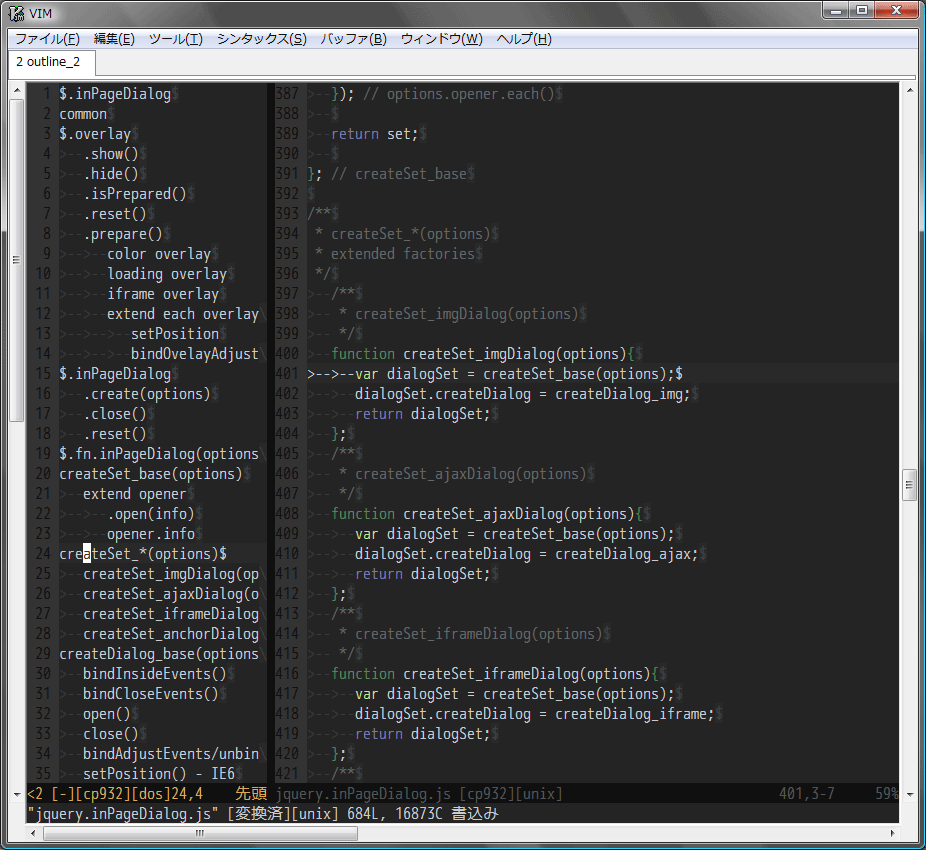 VIM
ファイル(F) 編集(E) ツール(T) シンタックス(S) バッファ(B) ウィンドウ(W) ヘルプ(H)
2 outline_2
1 $.inPageDialog$
2 common$
3 $.overlay$
4 >--.show()$
5 >--.hide()$
6 >--.isPrepared()$
7 >--.reset()$
8 >--.prepare()$
9 >-->--color overlay$
10 >-->--loading overlay$
11 >-->--iframe overlay$
12 >-->--extend each overlay\
13 >-->-->--setPosition$
14 >-->-->--bindOvelayAdjust\
15 $.inPageDialog$
16 >--.create(options)$
17 >--.close()$
18 >--.reset()$
19 $.fn.inPageDialog(options\
20 createSet_base(options)$
21 >--extend opener$
22 >-->--.open(info)$
23 >-->--opener.info$
24 createSet_*(options)$
25 >--createSet_imgDialog(op\
26 >--createSet_ajaxDialog(o\
27 >--createSet_iframeDialog\
28 >--createSet_anchorDialog\
29 createDialog_base(options\
30 >--bindInsideEvents()$
31 >--bindCloseEvents()$
32 >--open()$
33 >--close()$
34 >--bindAdjustEvents/unbin\
35 >--setPosition() - IE6$
<2 [-][cp932][dos]24,4 先頭
387 >--}); // options.opener.each()$
388 >--$
389 >--return set;$
390 >--$
391 }; // createSet_base$
392 $
393 /**$
394  * createSet_*(options)$
395  * extended factories$
396  */$
397 >--/**$
398 >-- * createSet_imgDialog(options)$
399 >-- */$
400 >--function createSet_imgDialog(options){$
401 >-->--var dialogSet = createSet_base(options);$
402 >-->--dialogSet.createDialog = createDialog_img;$
403 >-->--return dialogSet;$
404 >--};$
405 >--/**$
406 >-- * createSet_ajaxDialog(options)$
407 >-- */$
408 >--function createSet_ajaxDialog(options){$
409 >-->--var dialogSet = createSet_base(options);$
410 >-->--dialogSet.createDialog = createDialog_ajax;$
411 >-->--return dialogSet;$
412 >--};$
413 >--/**$
414 >-- * createSet_iframeDialog(options)$
415 >-- */$
416 >--function createSet_iframeDialog(options){$
417 >-->--var dialogSet = createSet_base(options);$
418 >-->--dialogSet.createDialog = createDialog_iframe;$
419 >-->--return dialogSet;$
420 >--};$
421 >--/**$
jquery.inPageDialog.js [cp932][unix] 401,3-7 59%
"jquery.inPageDialog.js" [変換済][unix] 684L, 16873C 書込み